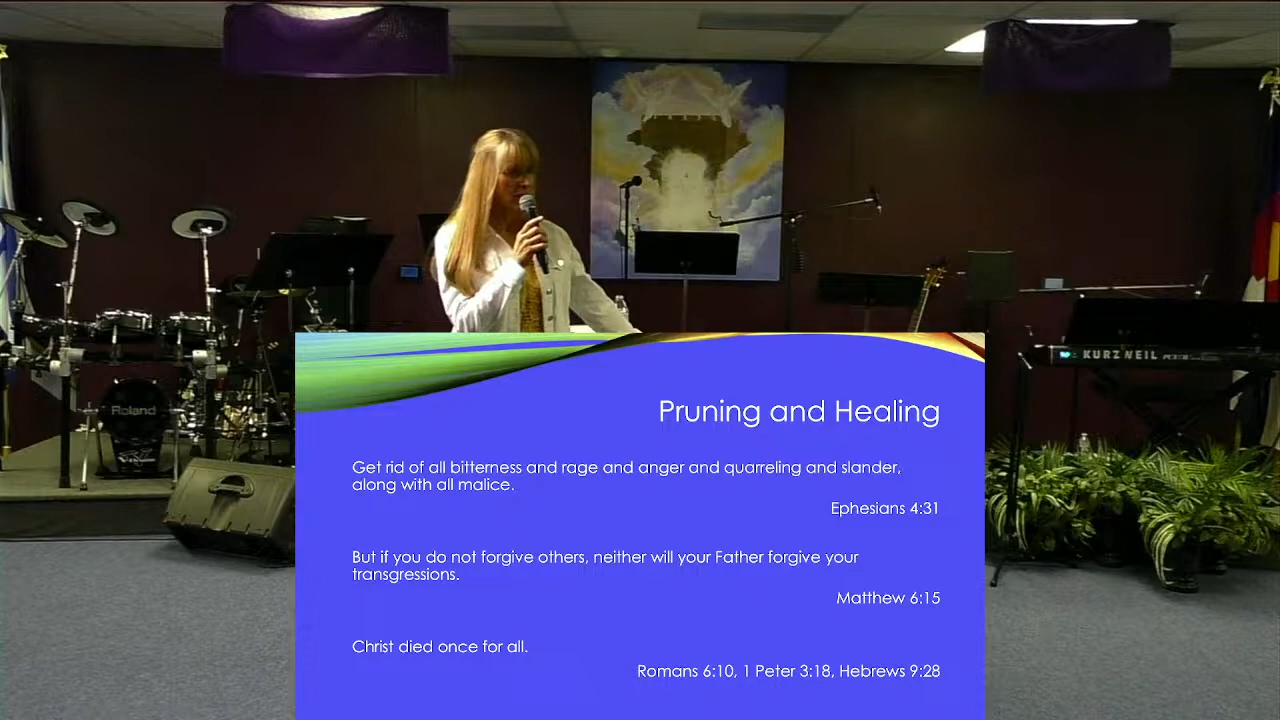 Roland
KURZWEIL
Pruning and Healing
Get rid of all bitterness and rage and anger and quarreling and slander,
along with all malice.
Ephesians 4:31
But if you do not forgive others, neither will your Father forgive your
transgressions.
Matthew 6:15
Christ died once for all.
Romans 6:10, 1 Peter 3:18, Hebrews 9:28